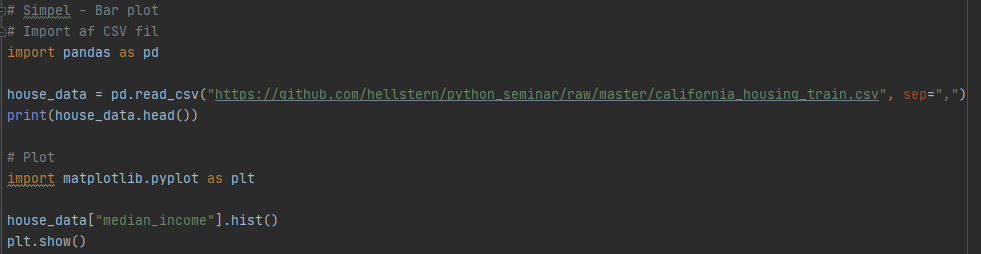 # Simpel - Bar plot
# Import af CSV fil
import pandas as pd
house_data = pd.read_csv("https://github.com/hellstern/python_seminar/raw/master/california_housing_train.csv", sep=",")
print(house_data.head())
# Plot
import matplotlib.pyplot as plt
house_data["median_income"].hist()
plt.show()